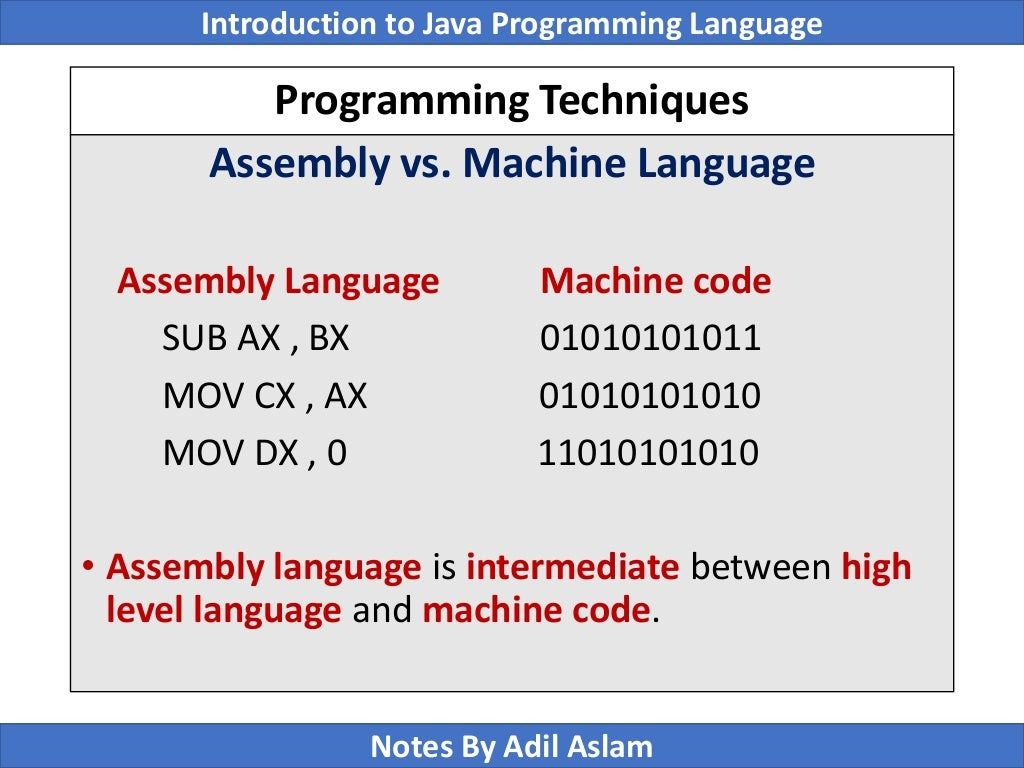 Introduction to Java Programming Language
Programming Techniques
Assembly vs. Machine Language
Assembly Language Machine code
SUB AX , BX 01010101011
MOV CX , AX 01010101010
MOV DX , 0 11010101010
• Assembly language is intermediate between high
level language and machine code.
Notes By Adil Aslam